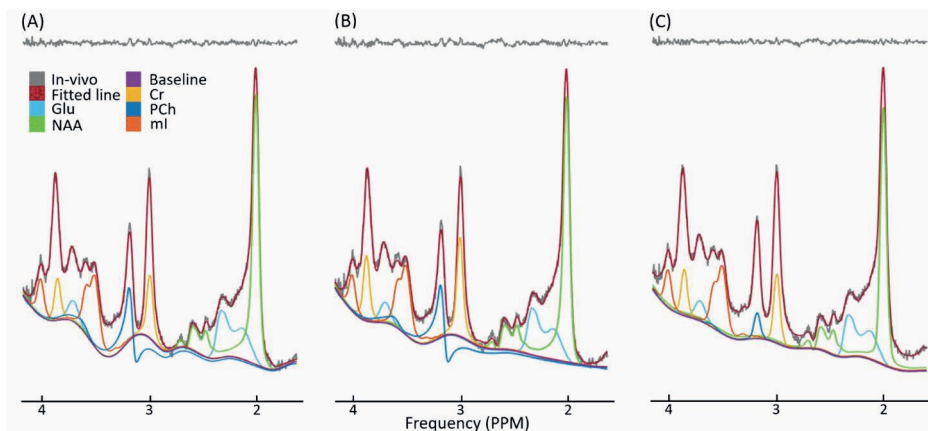 (A) (B) (C)
In-vivo Baseline
Fitted line Cr
Glu PCh
NAA mI
4 3 2 4 3 2 4 3 2
Frequency (PPM)